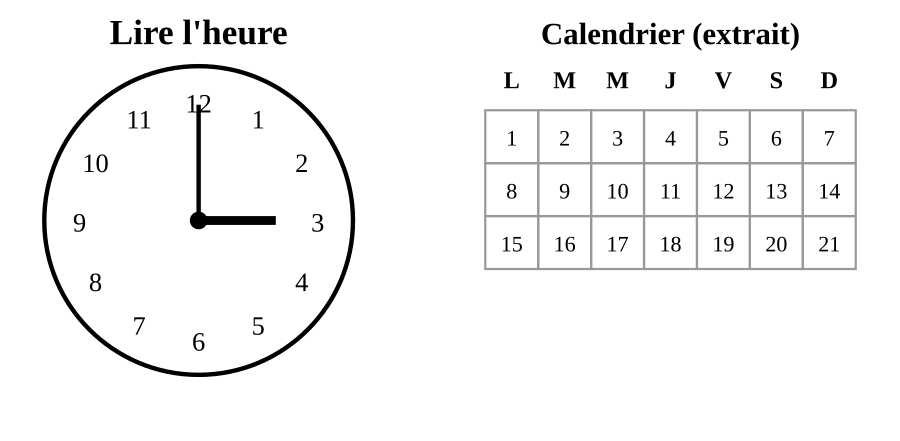 Lire l'heure
12
11 1
10 2
9 3
8 4
7 5
6
Calendrier (extrait)
L M M J V S D
1 2 3 4 5 6 7
8 9 10 11 12 13 14
15 16 17 18 19 20 21